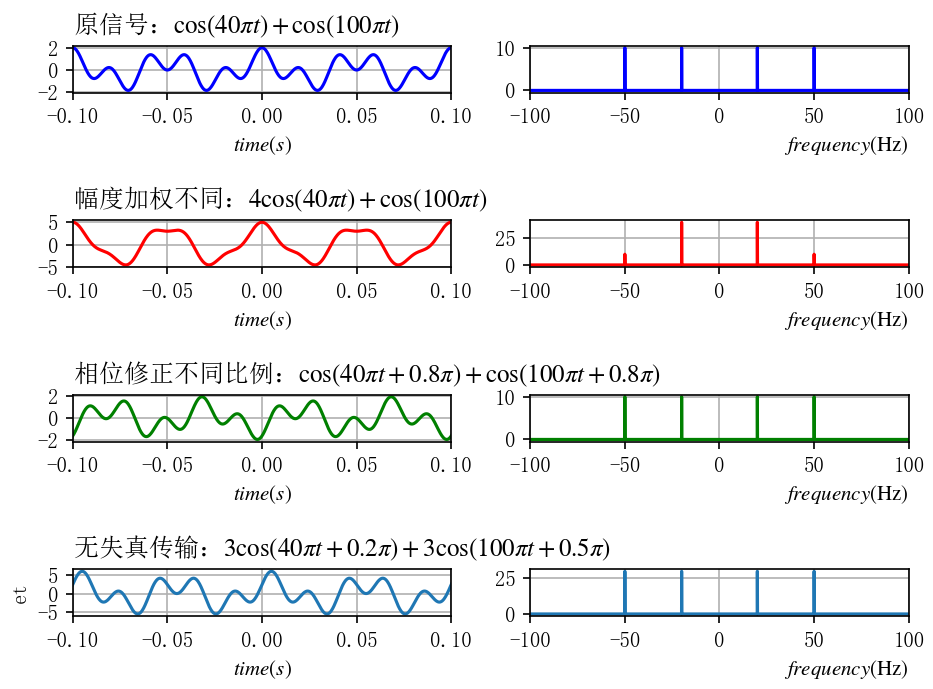 原信号：cos(40πt)+cos(100πt)
2
0
−2
−0.10 −0.05 0.00 0.05 0.10
time(s)
10
0
−100 −50 0 50 100
frequency(Hz)
幅度加权不同：4cos(40πt)+cos(100πt)
5
0
−5
−0.10 −0.05 0.00 0.05 0.10
time(s)
25
0
−100 −50 0 50 100
frequency(Hz)
相位修正不同比例：cos(40πt+0.8π)+cos(100πt+0.8π)
2
0
−2
−0.10 −0.05 0.00 0.05 0.10
time(s)
10
0
−100 −50 0 50 100
frequency(Hz)
无失真传输：3cos(40πt+0.2π)+3cos(100πt+0.5π)
et
5
0
−5
−0.10 −0.05 0.00 0.05 0.10
time(s)
25
0
−100 −50 0 50 100
frequency(Hz)